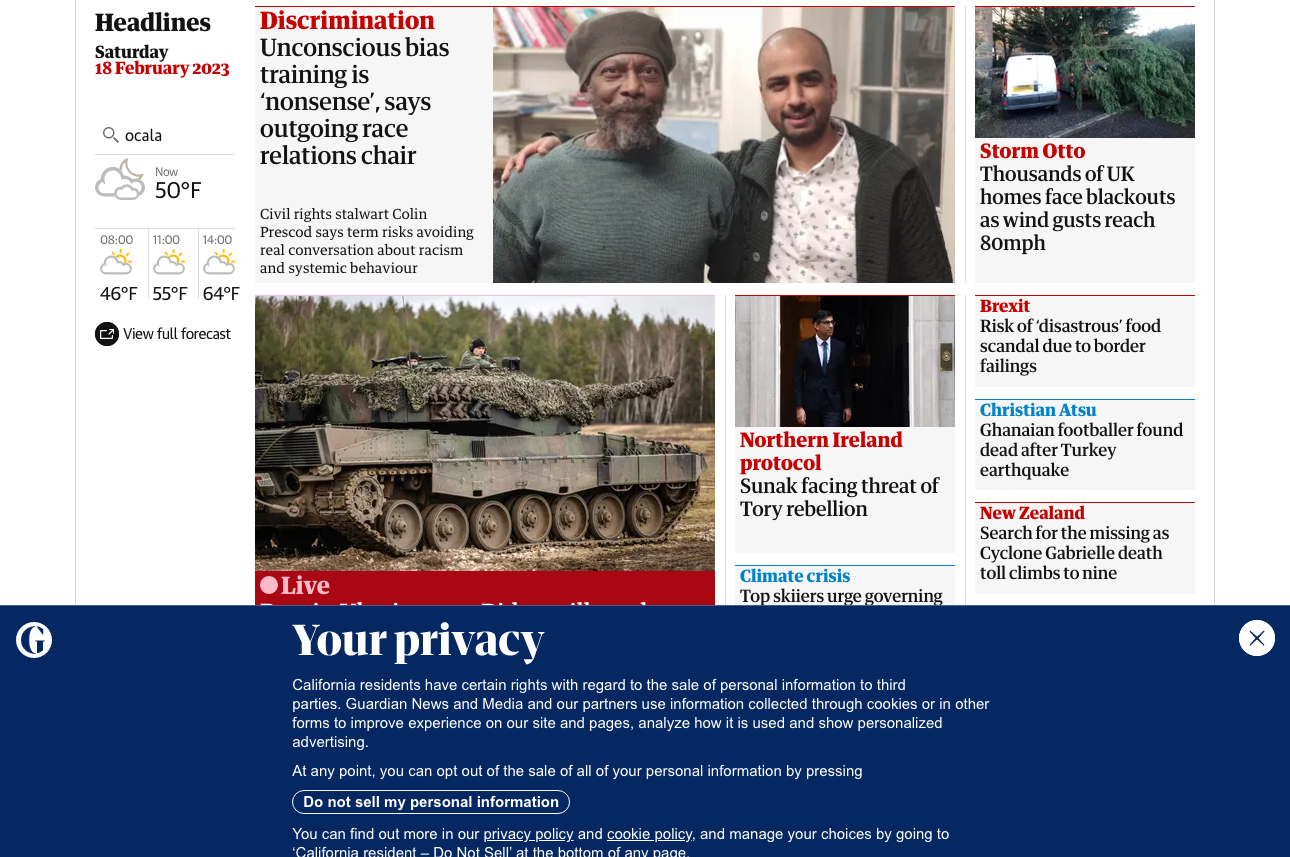 Headlines
Saturday
18 February 2023
ocala
Now
50°F
08:00
11:00
14:00
46°F
55°F
64°F
View full forecast
Discrimination
Unconscious bias
training is
‘nonsense’, says
outgoing race
relations chair
Civil rights stalwart Colin
Prescod says term risks avoiding
real conversation about racism
and systemic behaviour
Storm Otto
Thousands of UK
homes face blackouts
as wind gusts reach
80mph
Live
Northern Ireland
protocol
Sunak facing threat of
Tory rebellion
Climate crisis
Top skiiers urge governing
Brexit
Risk of ‘disastrous’ food
scandal due to border
failings
Christian Atsu
Ghanaian footballer found
dead after Turkey
earthquake
New Zealand
Search for the missing as
Cyclone Gabrielle death
toll climbs to nine
G
Your privacy
California residents have certain rights with regard to the sale of personal information to third
parties. Guardian News and Media and our partners use information collected through cookies or in other
forms to improve experience on our site and pages, analyze how it is used and show personalized
advertising.
At any point, you can opt out of the sale of all of your personal information by pressing
Do not sell my personal information
You can find out more in our privacy policy and cookie policy, and manage your choices by going to
‘California resident – Do Not Sell’ at the bottom of any page.